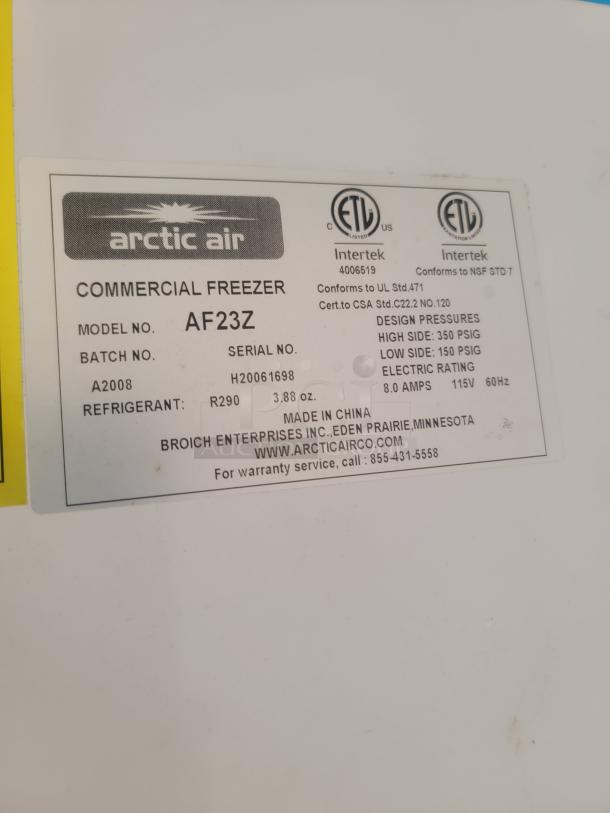 arctic air
C ETL US
LISTED
Intertek
4006519
ETL
Intertek
Conforms to NSF STD 7
COMMERCIAL FREEZER
Conforms to UL Std.471
Cert.to CSA Std.C22.2 NO.120
MODEL NO. AF23Z
DESIGN PRESSURES
HIGH SIDE: 350 PSIG
LOW SIDE: 150 PSIG
BATCH NO. SERIAL NO.
ELECTRIC RATING
A2008 H20061698
8.0 AMPS 115V 60Hz
REFRIGERANT: R290 3.88 oz.
MADE IN CHINA
BROICH ENTERPRISES INC.,EDEN PRAIRIE,MINNESOTA
WWW.ARCTICAIRCO.COM
For warranty service, call : 855-431-5558